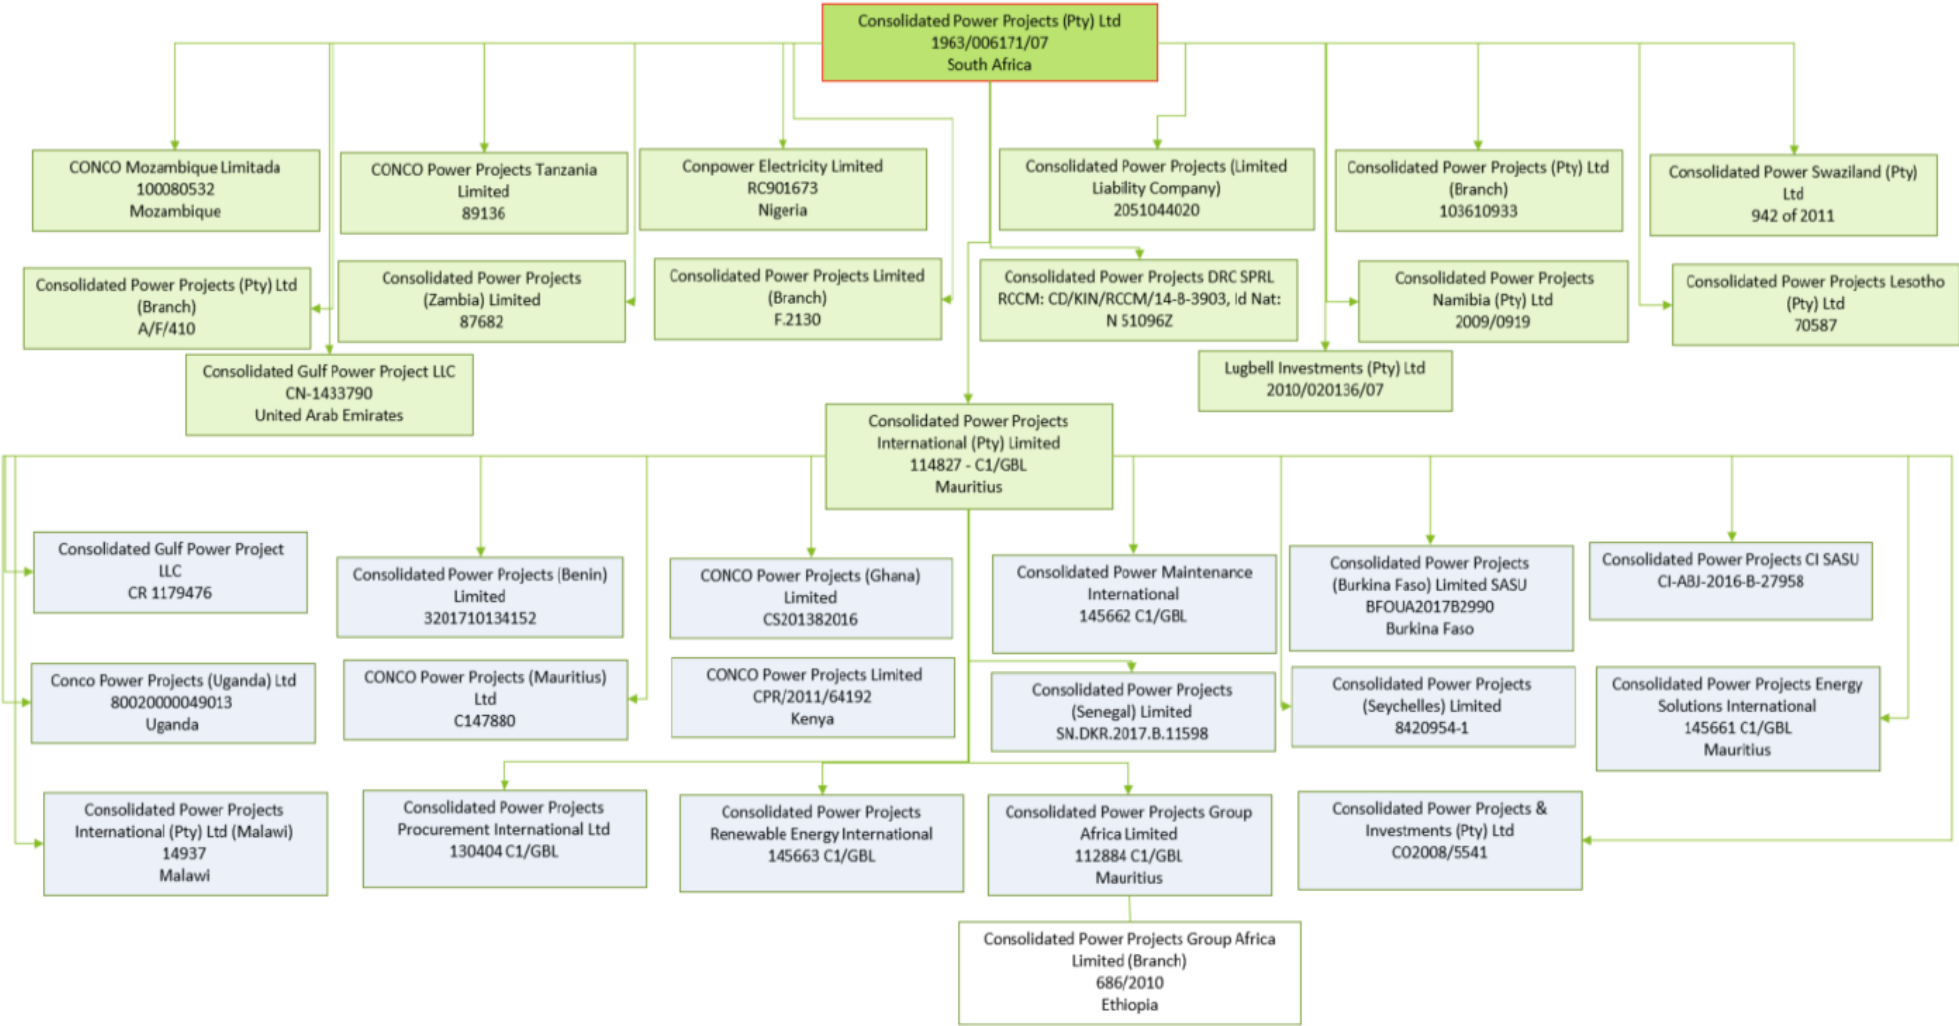 Consolidated Power Projects (Pty) Ltd
1963/006171/07
South Africa
CONCO Mozambique Limitada
100080532
Mozambique
CONCO Power Projects Tanzania
Limited
89136
Conpower Electricity Limited
RC901673
Nigeria
Consolidated Power Projects (Limited
Liability Company)
2051044020
Consolidated Power Projects (Pty) Ltd
(Branch)
103610933
Consolidated Power Swaziland (Pty)
Ltd
942 of 2011
Consolidated Power Projects (Pty) Ltd
(Branch)
A/F/410
Consolidated Power Projects
(Zambia) Limited
87682
Consolidated Power Projects Limited
(Branch)
F.2130
Consolidated Power Projects DRC SPRL
RCCM: CD/KIN/RCCM/14-B-3903, Id Nat:
N 51096Z
Consolidated Power Projects
Namibia (Pty) Ltd
2009/0919
Consolidated Power Projects Lesotho
(Pty) Ltd
70587
Consolidated Gulf Power Project LLC
CN-1433790
United Arab Emirates
Lugbell Investments (Pty) Ltd
2010/020136/07
Consolidated Power Projects
International (Pty) Limited
114827 - C1/GBL
Mauritius
Consolidated Gulf Power Project
LLC
CR 1179476
Consolidated Power Projects (Benin)
Limited
3201710134152
CONCO Power Projects (Ghana)
Limited
CS201382016
Consolidated Power Maintenance
International
145662 C1/GBL
Consolidated Power Projects
(Burkina Faso) Limited SASU
BFOUA2017B2990
Burkina Faso
Consolidated Power Projects CI SASU
CI-ABJ-2016-B-27958
Conco Power Projects (Uganda) Ltd
80020000049013
Uganda
CONCO Power Projects (Mauritius)
Ltd
C147880
CONCO Power Projects Limited
CPR/2011/64192
Kenya
Consolidated Power Projects
(Senegal) Limited
SN.DKR.2017.B.11598
Consolidated Power Projects
(Seychelles) Limited
8420954-1
Consolidated Power Projects Energy
Solutions International
145661 C1/GBL
Mauritius
Consolidated Power Projects
International (Pty) Ltd (Malawi)
14937
Malawi
Consolidated Power Projects
Procurement International Ltd
130404 C1/GBL
Consolidated Power Projects
Renewable Energy International
145663 C1/GBL
Consolidated Power Projects Group
Africa Limited
112884 C1/GBL
Mauritius
Consolidated Power Projects &
Investments (Pty) Ltd
CO2008/5541
Consolidated Power Projects Group Africa
Limited (Branch)
686/2010
Ethiopia